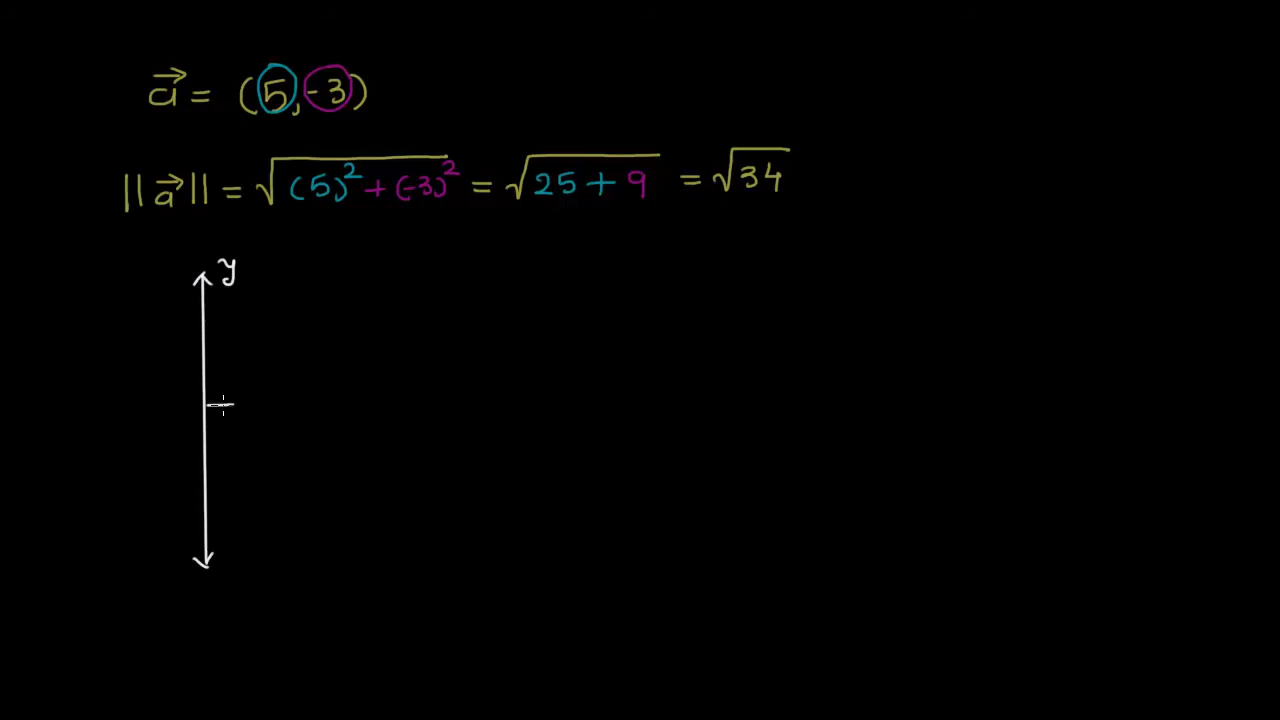 a⃗ = (5, -3)
||a⃗|| = √((5)² + (-3)²) = √(25 + 9) = √34
y